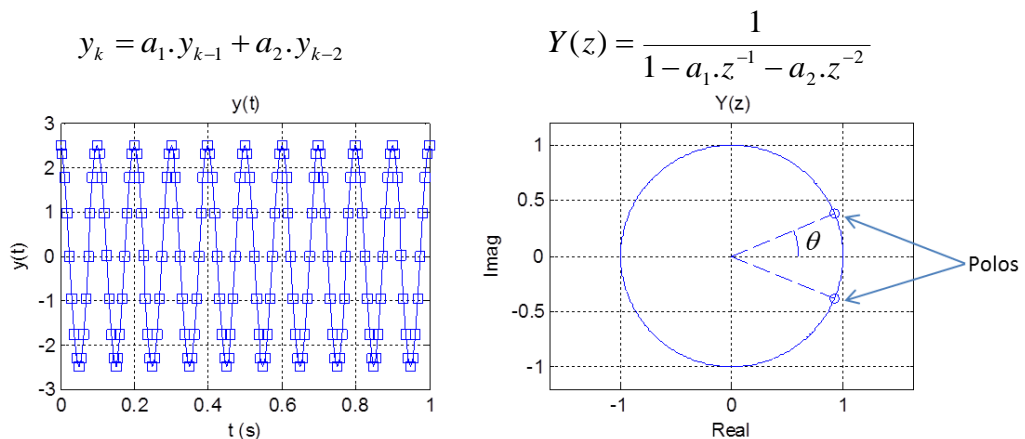 y_k = a_1.y_{k-1} + a_2.y_{k-2}
Y(z) = \frac{1}{1 - a_1.z^{-1} - a_2.z^{-2}}
y(t)
3
2
1
0
-1
-2
-3
y(t)
0
0.2
0.4
0.6
0.8
1
t (s)
Y(z)
1
0.5
0
-0.5
-1
Imag
θ
Polos
-1
0
1
Real